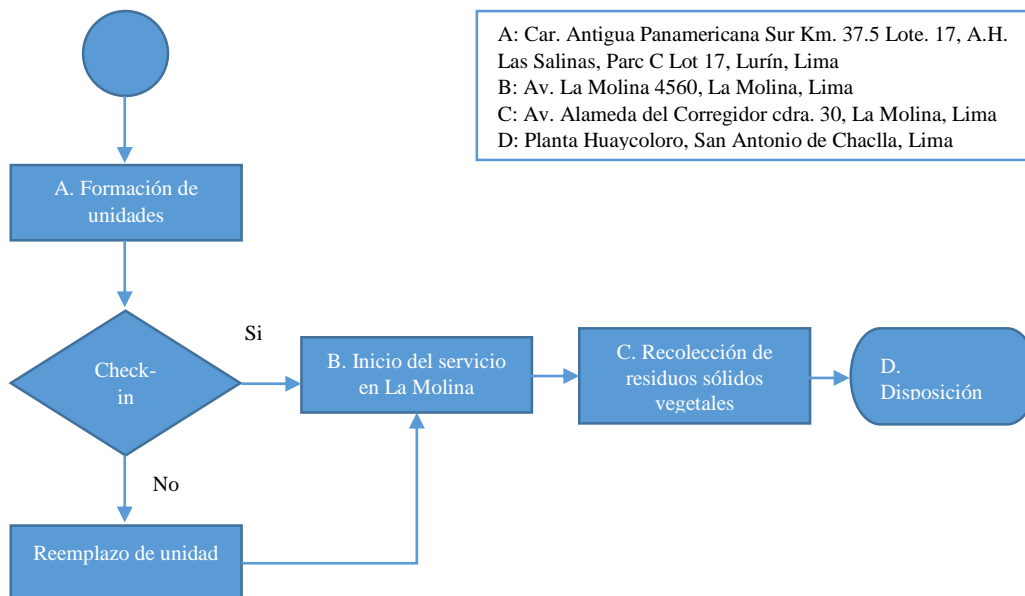 A: Car. Antigua Panamericana Sur Km. 37.5 Lote. 17, A.H.
Las Salinas, Parc C Lot 17, Lurín, Lima
B: Av. La Molina 4560, La Molina, Lima
C: Av. Alameda del Corregidor cdra. 30, La Molina, Lima
D: Planta Huaycoloro, San Antonio de Chaclla, Lima
A. Formación de
unidades
Check-
in
Si
B. Inicio del servicio
en La Molina
C. Recolección de
residuos sólidos
vegetales
D.
Disposición
No
Reemplazo de unidad